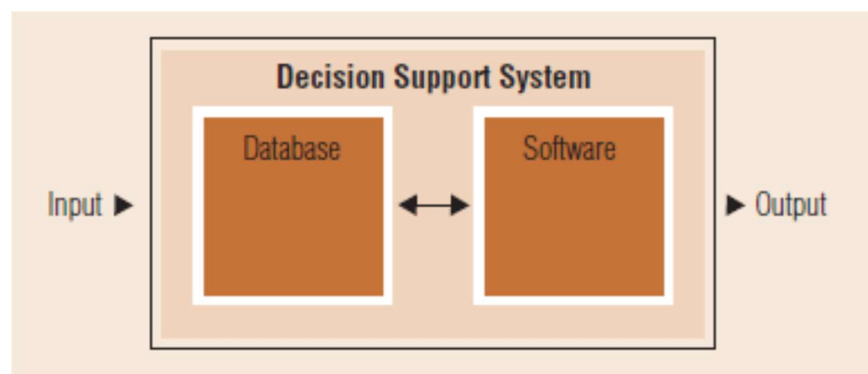 Decision Support System
Database
Software
Input
Output